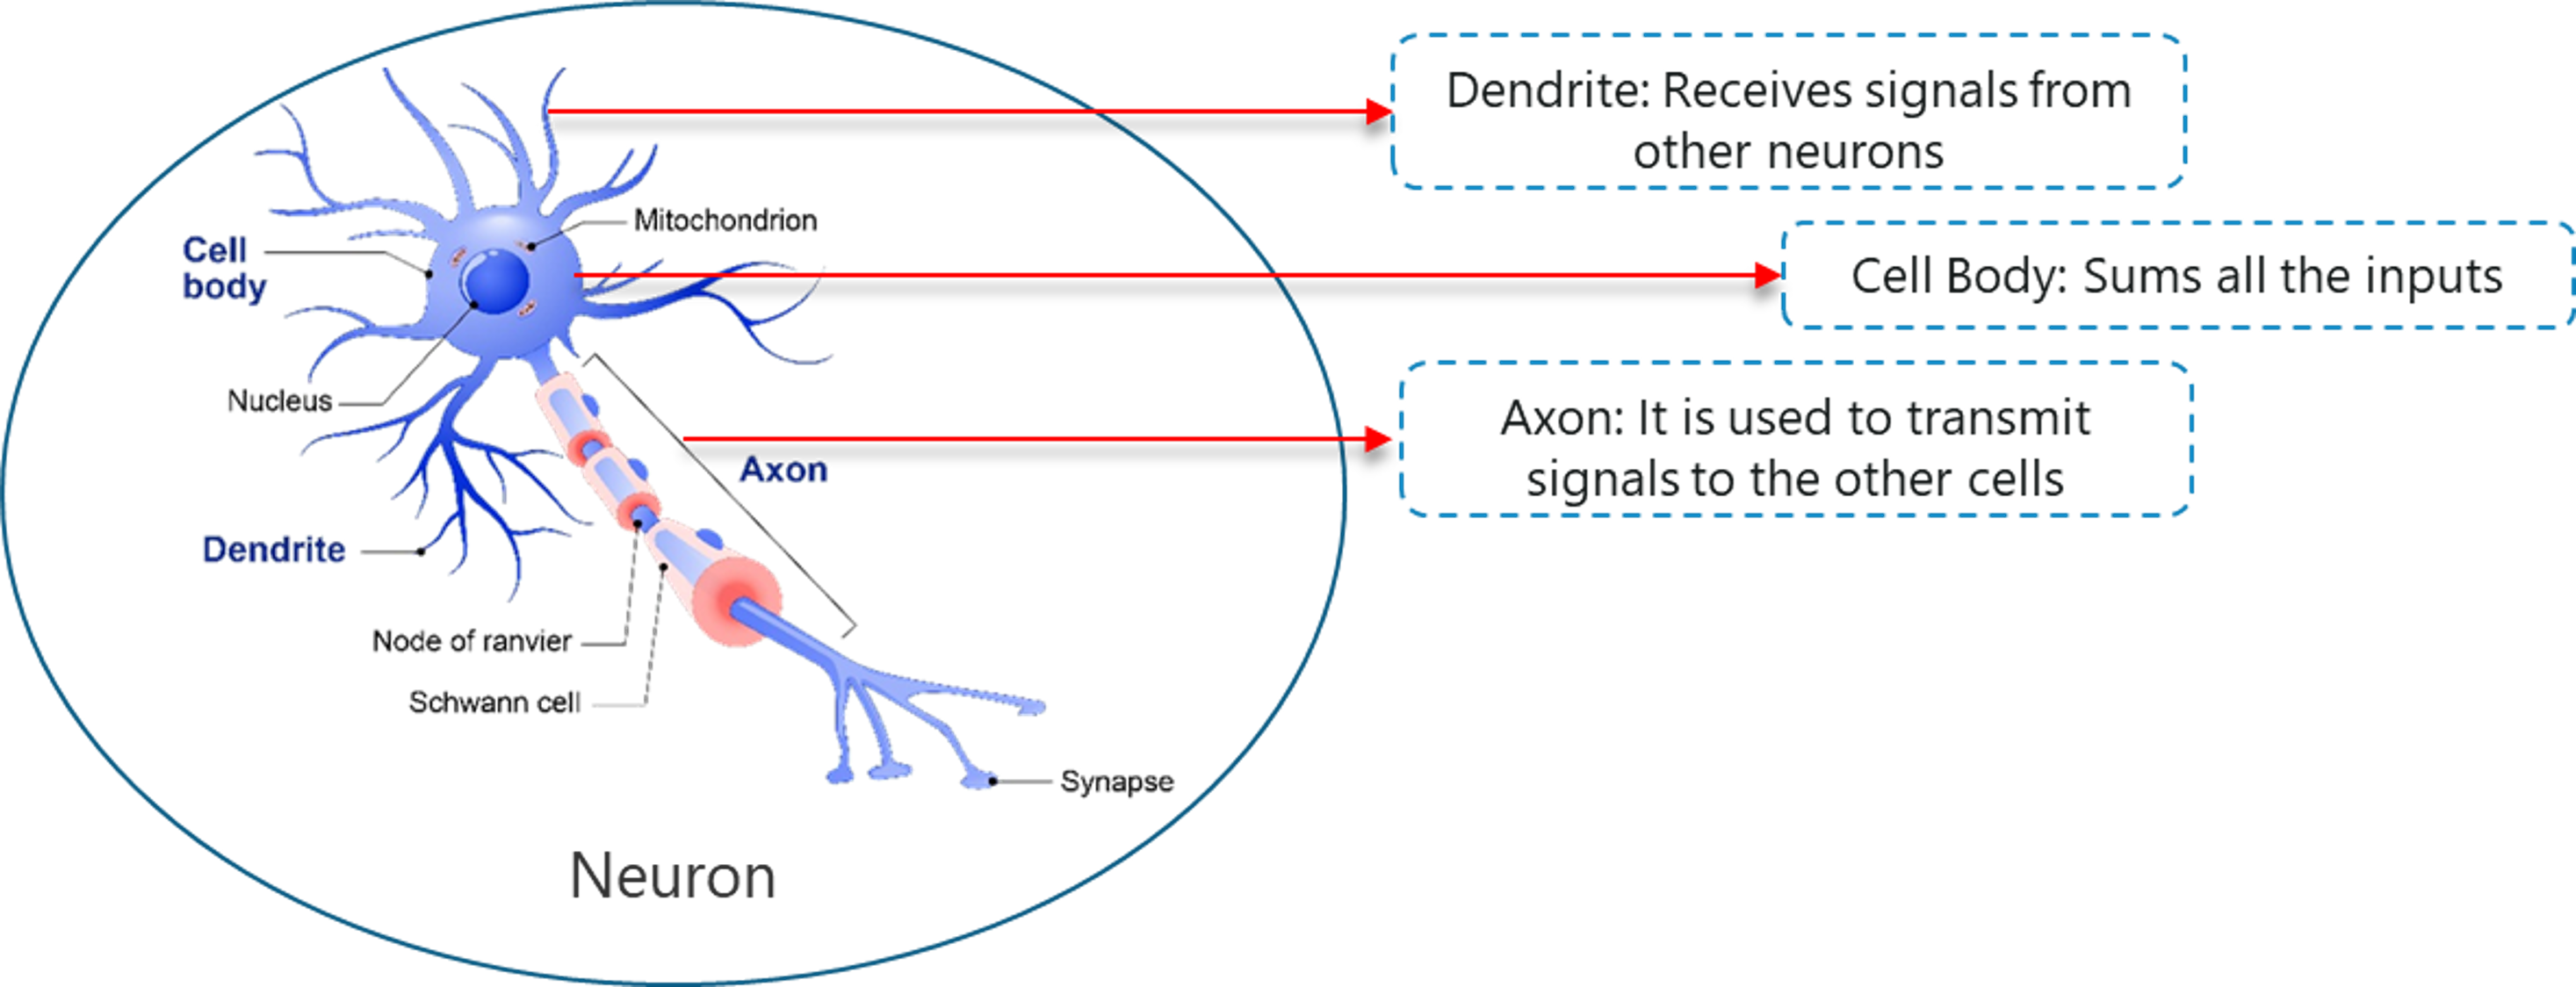 Dendrite: Receives signals from
other neurons
Mitochondrion
Cell
body
Cell Body: Sums all the inputs
Nucleus
Axon: It is used to transmit
signals to the other cells
Axon
Dendrite
Node of ranvier
Schwann cell
Synapse
Neuron